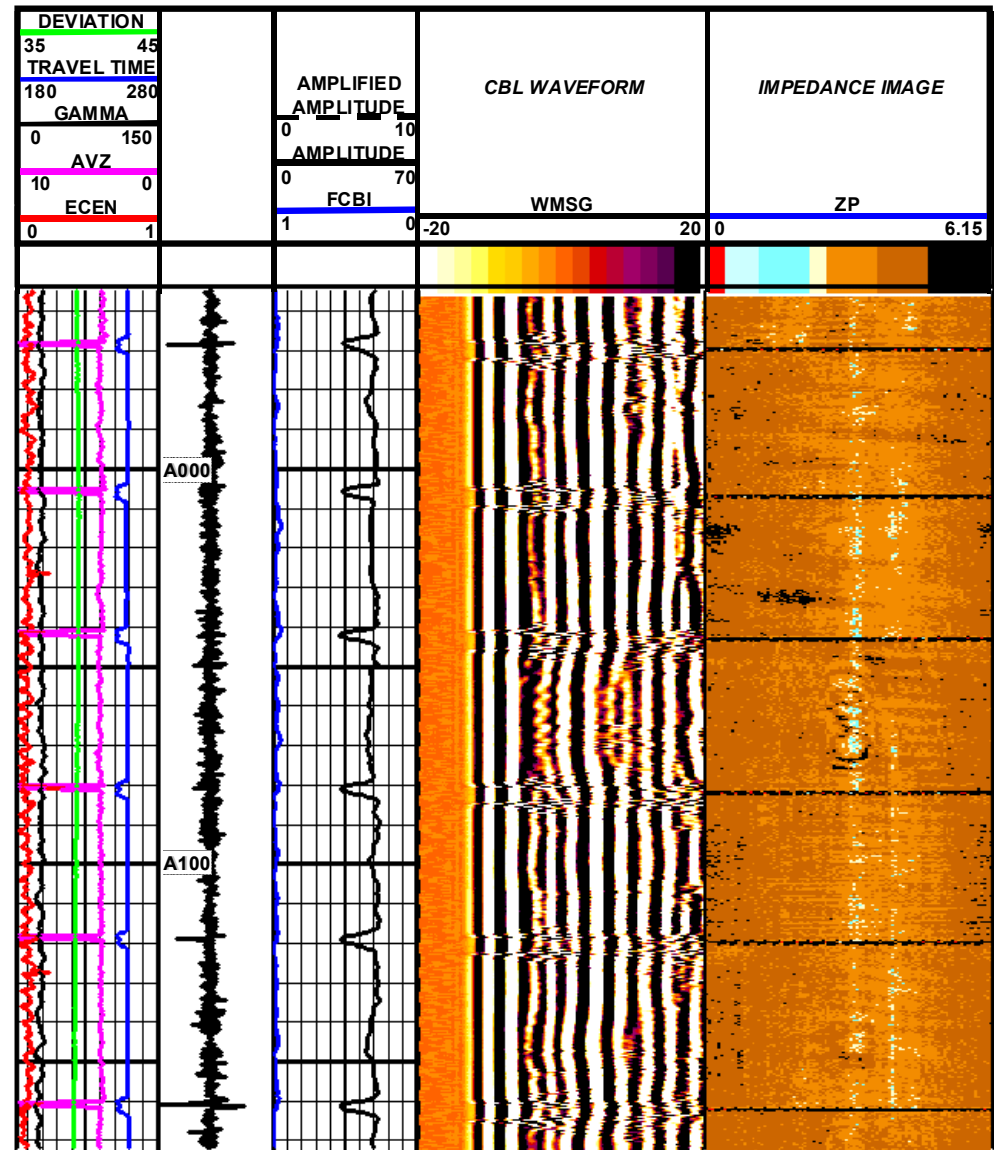 DEVIATION
35 45
TRAVEL TIME
180 280
GAMMA
0 150
AVZ
10 0
ECEN
0 1
AMPLIFIED
AMPLITUDE
0 10
AMPLITUDE
0 70
FCBI
1 0
CBL WAVEFORM
WMSG
-20 20
IMPEDANCE IMAGE
ZP
0 6.15
A000
A100